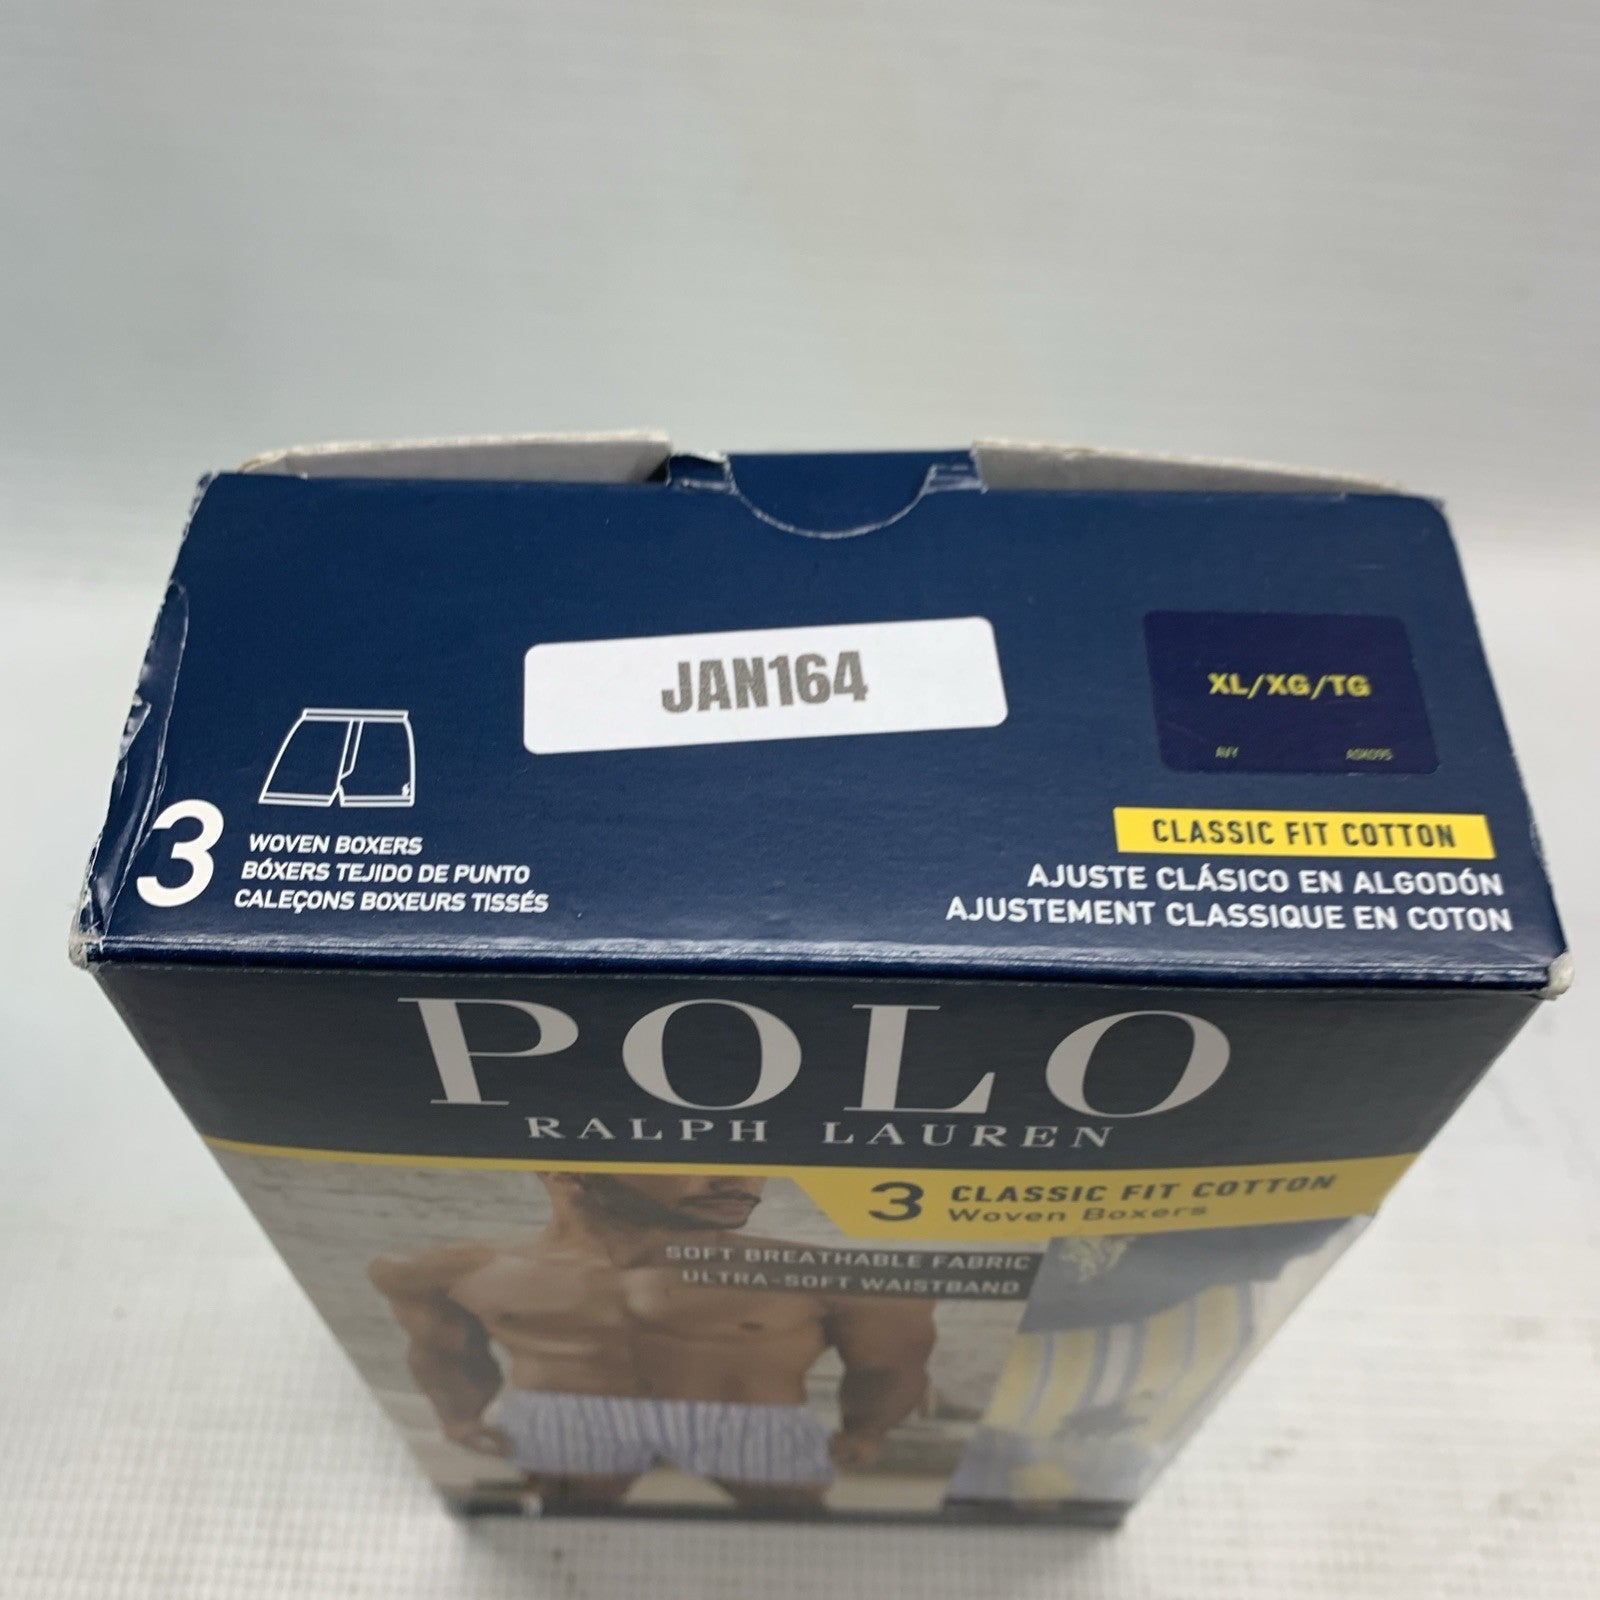 JAN164
XL/XG/TG
AVY
3
WOVEN BOXERS
BÓXERS TEJIDO DE PUNTO
CALEÇONS BOXEURS TISSÉS
CLASSIC FIT COTTON
AJUSTE CLÁSICO EN ALGODÓN
AJUSTEMENT CLASSIQUE EN COTON
POLO
RALPH LAUREN
3 CLASSIC FIT COTTON
Woven Boxers
SOFT BREATHABLE FABRIC
ULTRA-SOFT WAISTBAND